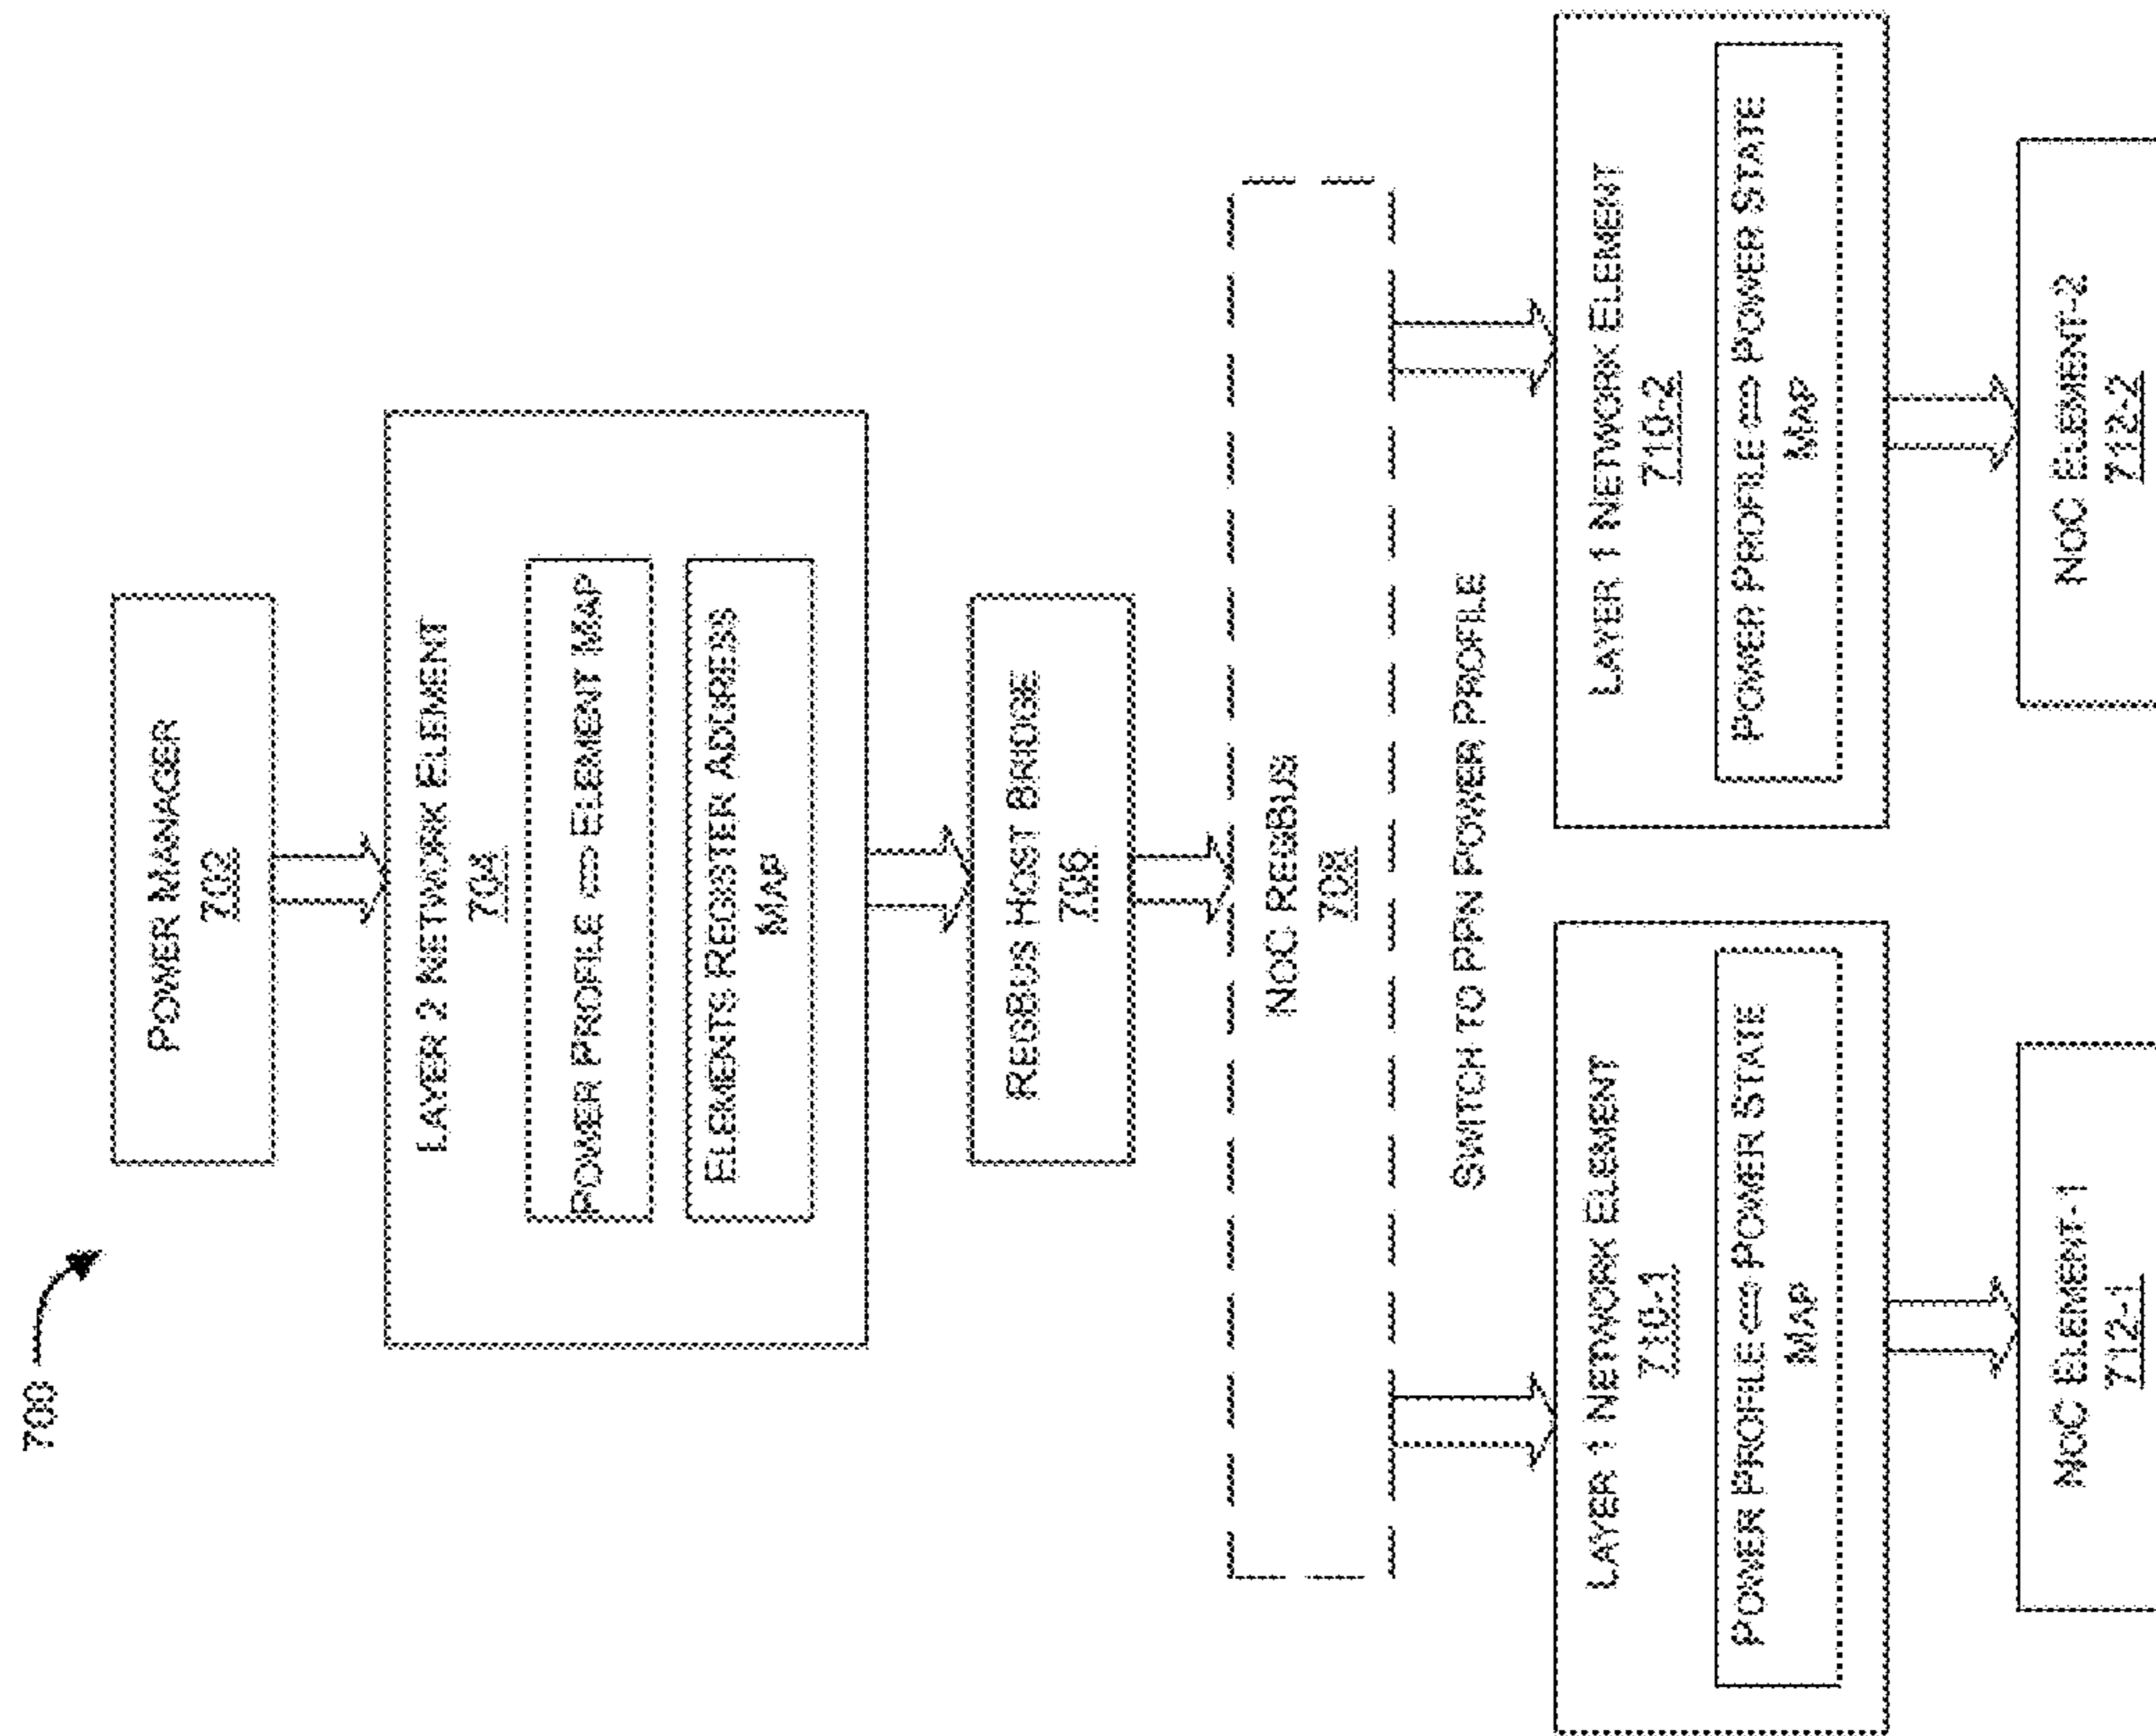 700
POWER MANAGER
702
LAYER 2 NETWORK ELEMENT
704
POWER PROFILE ⇔ ELEMENT MAP
ELEMENTS REGISTER ADDRESS
MAP
REGBUS HOST BRIDGE
706
NOC REGBUS
708
SWITCH TO PPN POWER PROFILE
LAYER 1 NETWORK ELEMENT
710-1
POWER PROFILE ⇔ POWER STATE
MAP
LAYER 1 NETWORK ELEMENT
710-2
POWER PROFILE ⇔ POWER STATE
MAP
NOC ELEMENT-1
712-1
NOC ELEMENT-2
712-2